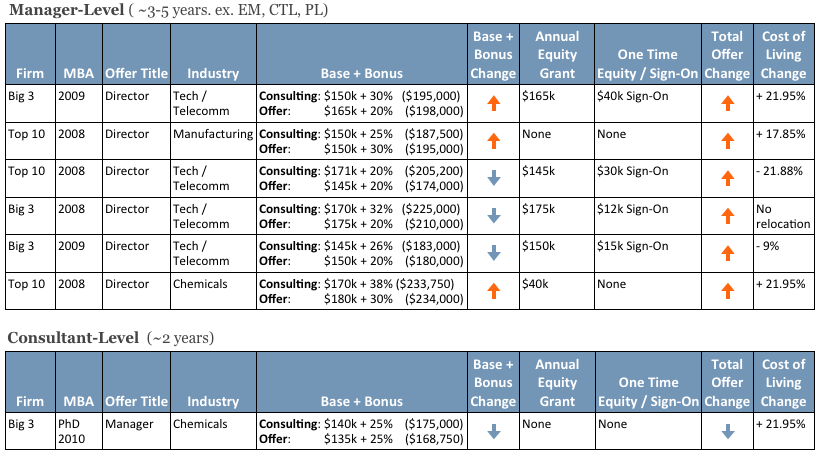 Manager-Level ( ~3-5 years. ex. EM, CTL, PL)
Firm MBA Offer Title Industry Base + Bonus Base + Bonus Change Annual Equity Grant One Time Equity / Sign-On Total Offer Change Cost of Living Change
Big 3 2009 Director Tech / Consulting: $150k + 30% ($195,000) $165k $40k Sign-On + 21.95%
Telecomm Offer: $165k + 20% ($198,000)
Top 10 2008 Director Manufacturing Consulting: $150k + 25% ($187,500) None None + 17.85%
Offer: $150k + 30% ($195,000)
Top 10 2008 Director Tech / Consulting: $171k + 20% ($205,200) $145k $30k Sign-On - 21.88%
Telecomm Offer: $145k + 20% ($174,000)
Big 3 2008 Director Tech / Consulting: $170k + 32% ($225,000) $175k $12k Sign-On No
Telecomm Offer: $175k + 20% ($210,000) relocation
Big 3 2009 Director Tech / Consulting: $145k + 26% ($183,000) $150k $15k Sign-On - 9%
Telecomm Offer: $150k + 20% ($180,000)
Top 10 2008 Director Chemicals Consulting: $170k + 38% ($233,750) $40k None + 21.95%
Offer: $180k + 30% ($234,000)
Consultant-Level (~2 years)
Firm MBA Offer Title Industry Base + Bonus Base + Bonus Change Annual Equity Grant One Time Equity / Sign-On Total Offer Change Cost of Living Change
Big 3 PhD Manager Chemicals Consulting: $140k + 25% ($175,000) None None + 21.95%
2010 Offer: $135k + 25% ($168,750)